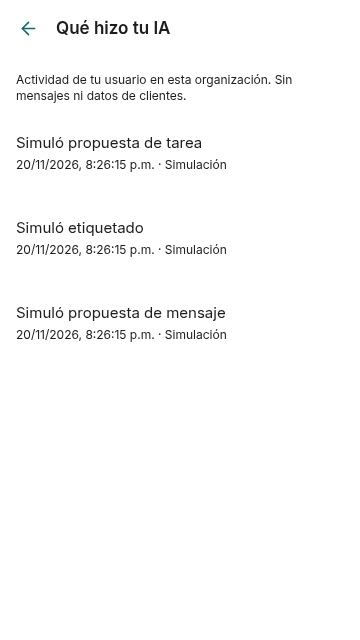 Qué hizo tu IA
Actividad de tu usuario en esta organización. Sin
mensajes ni datos de clientes.
Simuló propuesta de tarea
20/11/2026, 8:26:15 p.m. · Simulación
Simuló etiquetado
20/11/2026, 8:26:15 p.m. · Simulación
Simuló propuesta de mensaje
20/11/2026, 8:26:15 p.m. · Simulación